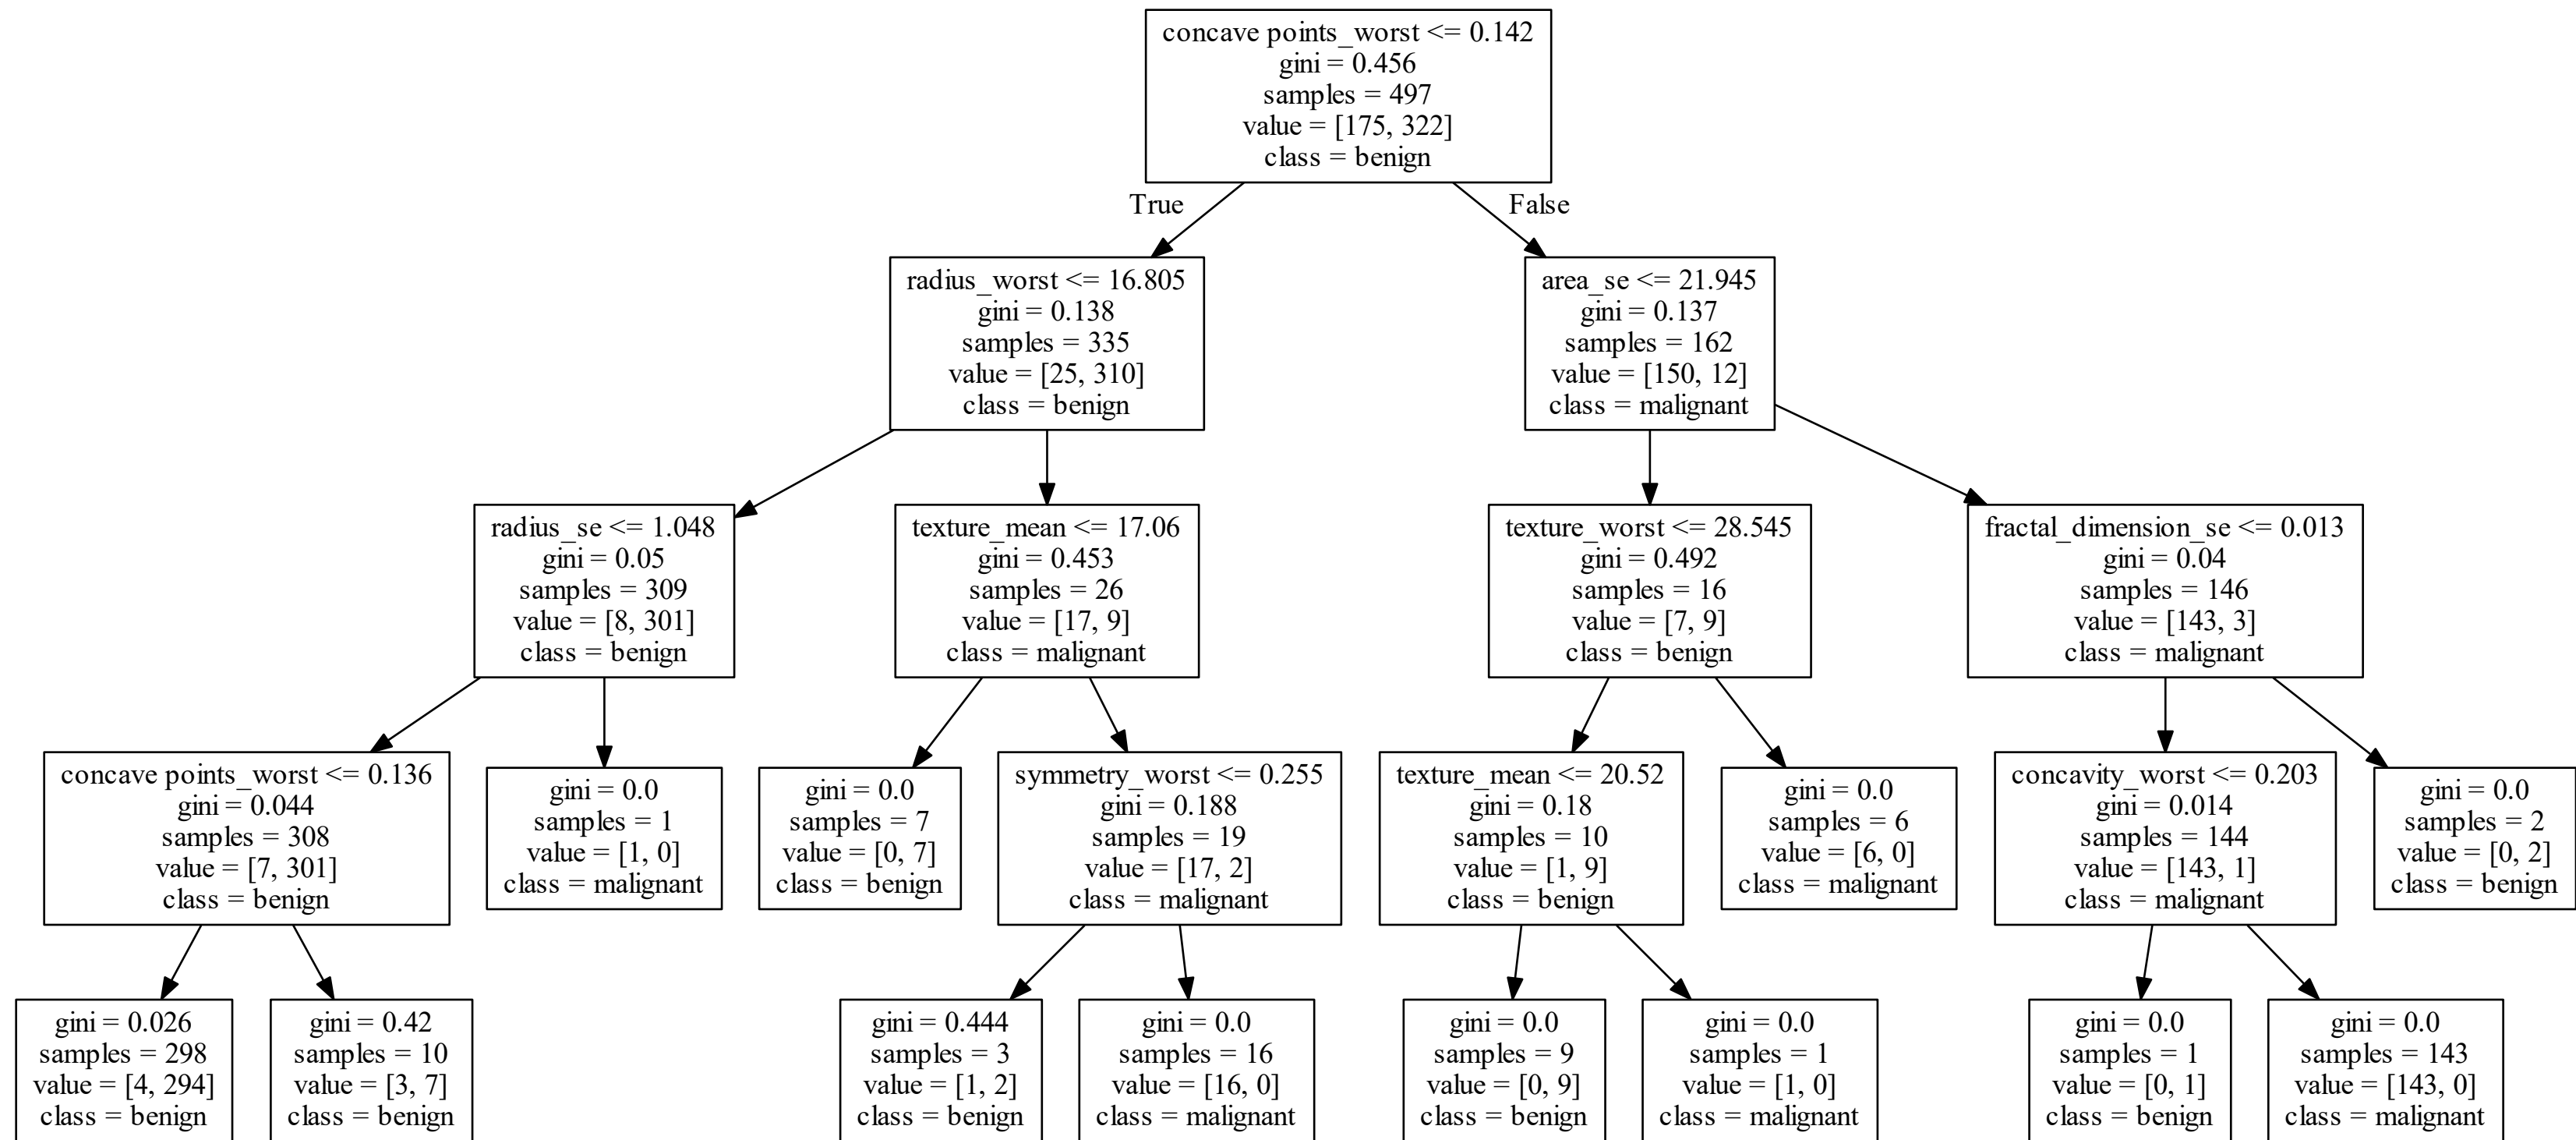 concave points_worst <= 0.142
gini = 0.456
samples = 497
value = [175, 322]
class = benign
True
False
radius_worst <= 16.805
gini = 0.138
samples = 335
value = [25, 310]
class = benign
area_se <= 21.945
gini = 0.137
samples = 162
value = [150, 12]
class = malignant
radius_se <= 1.048
gini = 0.05
samples = 309
value = [8, 301]
class = benign
texture_mean <= 17.06
gini = 0.453
samples = 26
value = [17, 9]
class = malignant
texture_worst <= 28.545
gini = 0.492
samples = 16
value = [7, 9]
class = benign
fractal_dimension_se <= 0.013
gini = 0.04
samples = 146
value = [143, 3]
class = malignant
concave points_worst <= 0.136
gini = 0.044
samples = 308
value = [7, 301]
class = benign
gini = 0.0
samples = 1
value = [1, 0]
class = malignant
gini = 0.0
samples = 7
value = [0, 7]
class = benign
symmetry_worst <= 0.255
gini = 0.188
samples = 19
value = [17, 2]
class = malignant
texture_mean <= 20.52
gini = 0.18
samples = 10
value = [1, 9]
class = benign
gini = 0.0
samples = 6
value = [6, 0]
class = malignant
concavity_worst <= 0.203
gini = 0.014
samples = 144
value = [143, 1]
class = malignant
gini = 0.0
samples = 2
value = [0, 2]
class = benign
gini = 0.026
samples = 298
value = [4, 294]
class = benign
gini = 0.42
samples = 10
value = [3, 7]
class = benign
gini = 0.444
samples = 3
value = [1, 2]
class = benign
gini = 0.0
samples = 16
value = [16, 0]
class = malignant
gini = 0.0
samples = 9
value = [0, 9]
class = benign
gini = 0.0
samples = 1
value = [1, 0]
class = malignant
gini = 0.0
samples = 1
value = [0, 1]
class = benign
gini = 0.0
samples = 143
value = [143, 0]
class = malignant